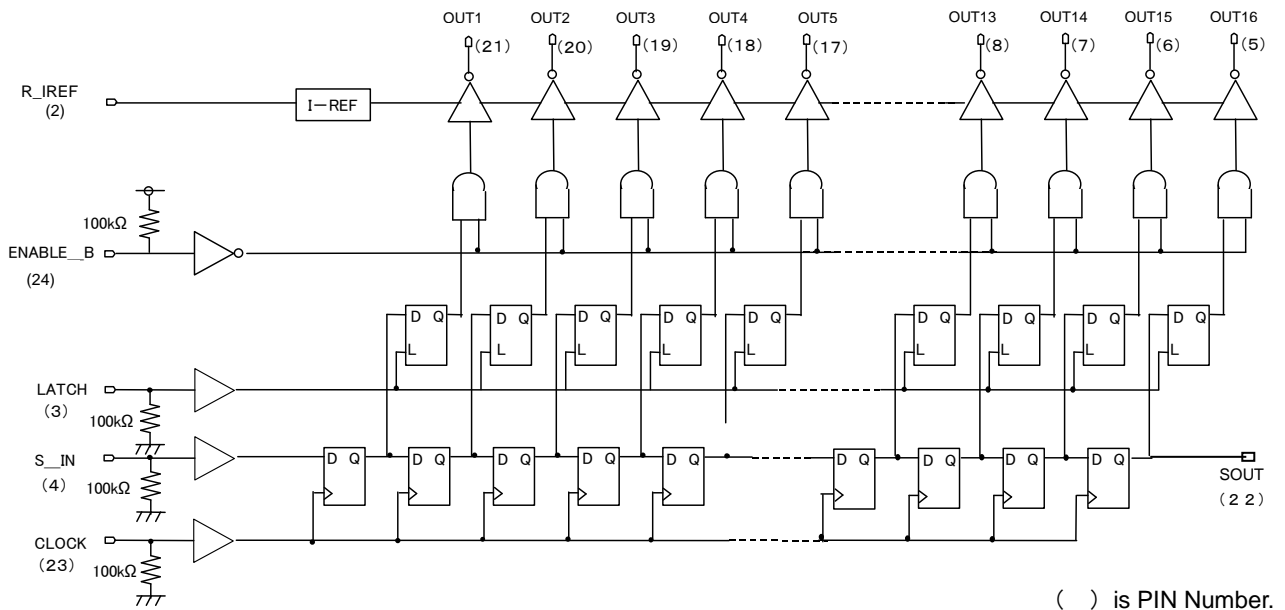 OUT1 OUT2 OUT3 OUT4 OUT5 OUT13 OUT14 OUT15 OUT16
(21) (20) (19) (18) (17) (8) (7) (6) (5)
R_IREF
(2)
I-REF
100kΩ
ENABLE__B
(24)
D Q D Q D Q D Q D Q D Q D Q D Q D Q
L L L L L L L L L
LATCH
(3)
100kΩ
S__IN
(4)
D Q D Q D Q D Q D Q D Q D Q D Q D Q
SOUT
(22)
100kΩ
CLOCK
(23)
100kΩ
( ) is PIN Number.